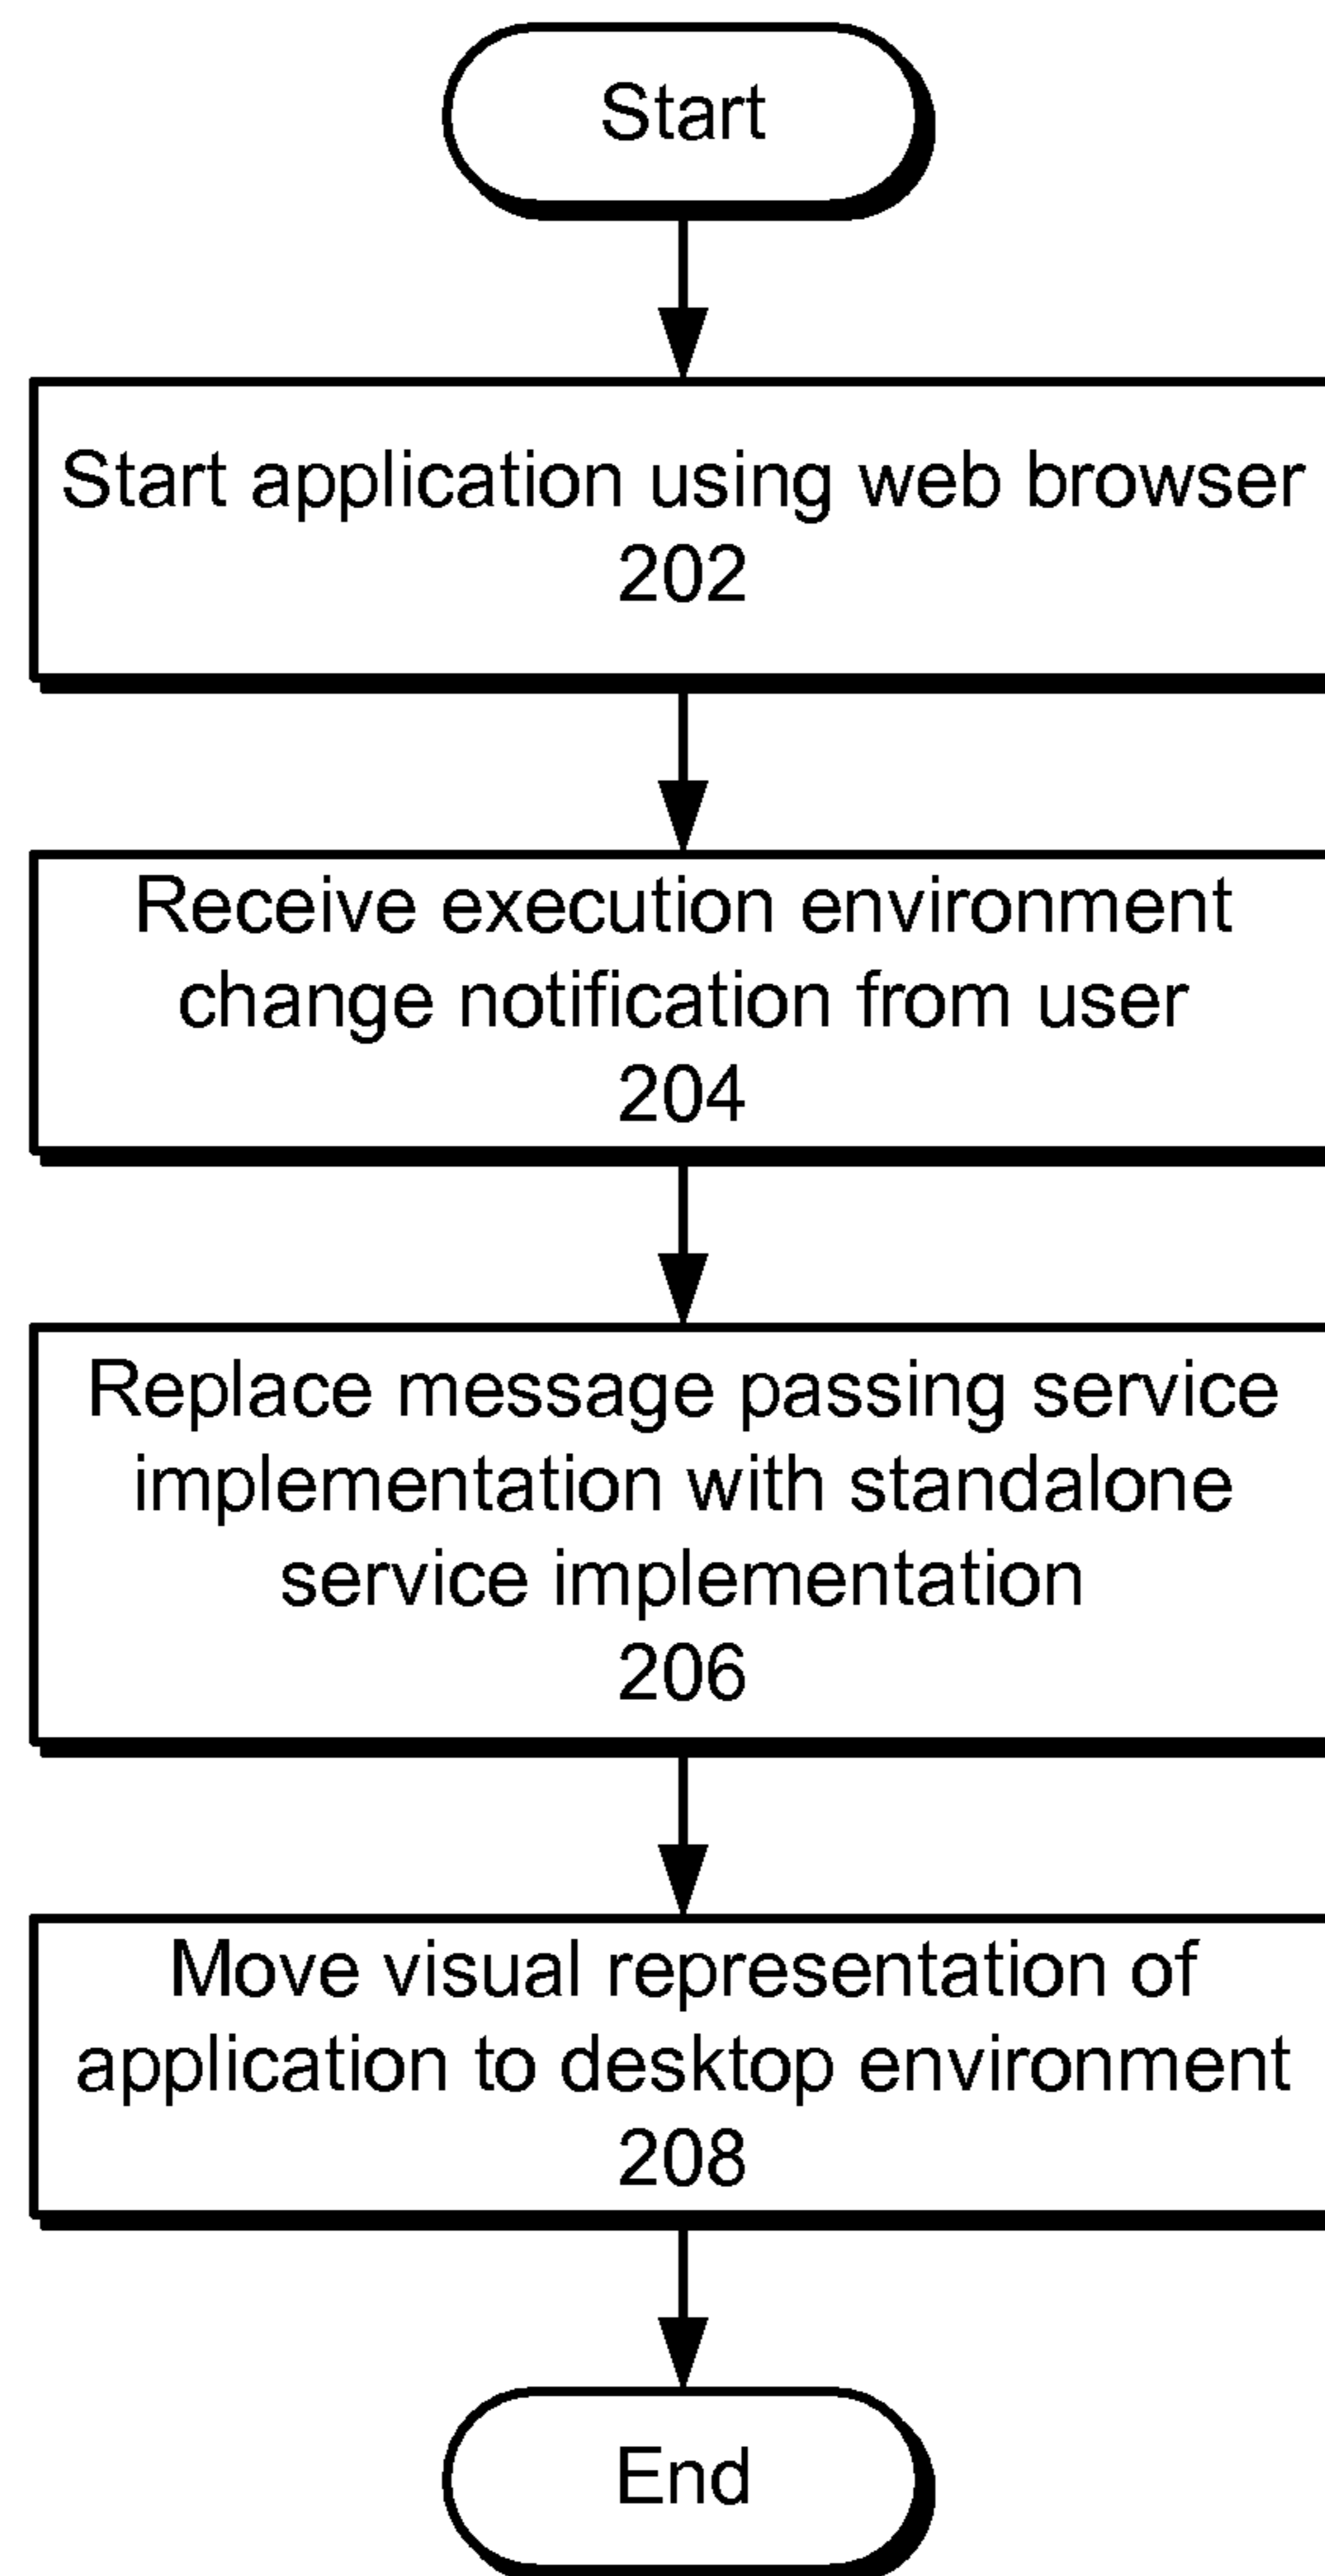 Start
Start application using web browser
202
Receive execution environment
change notification from user
204
Replace message passing service
implementation with standalone
service implementation
206
Move visual representation of
application to desktop environment
208
End